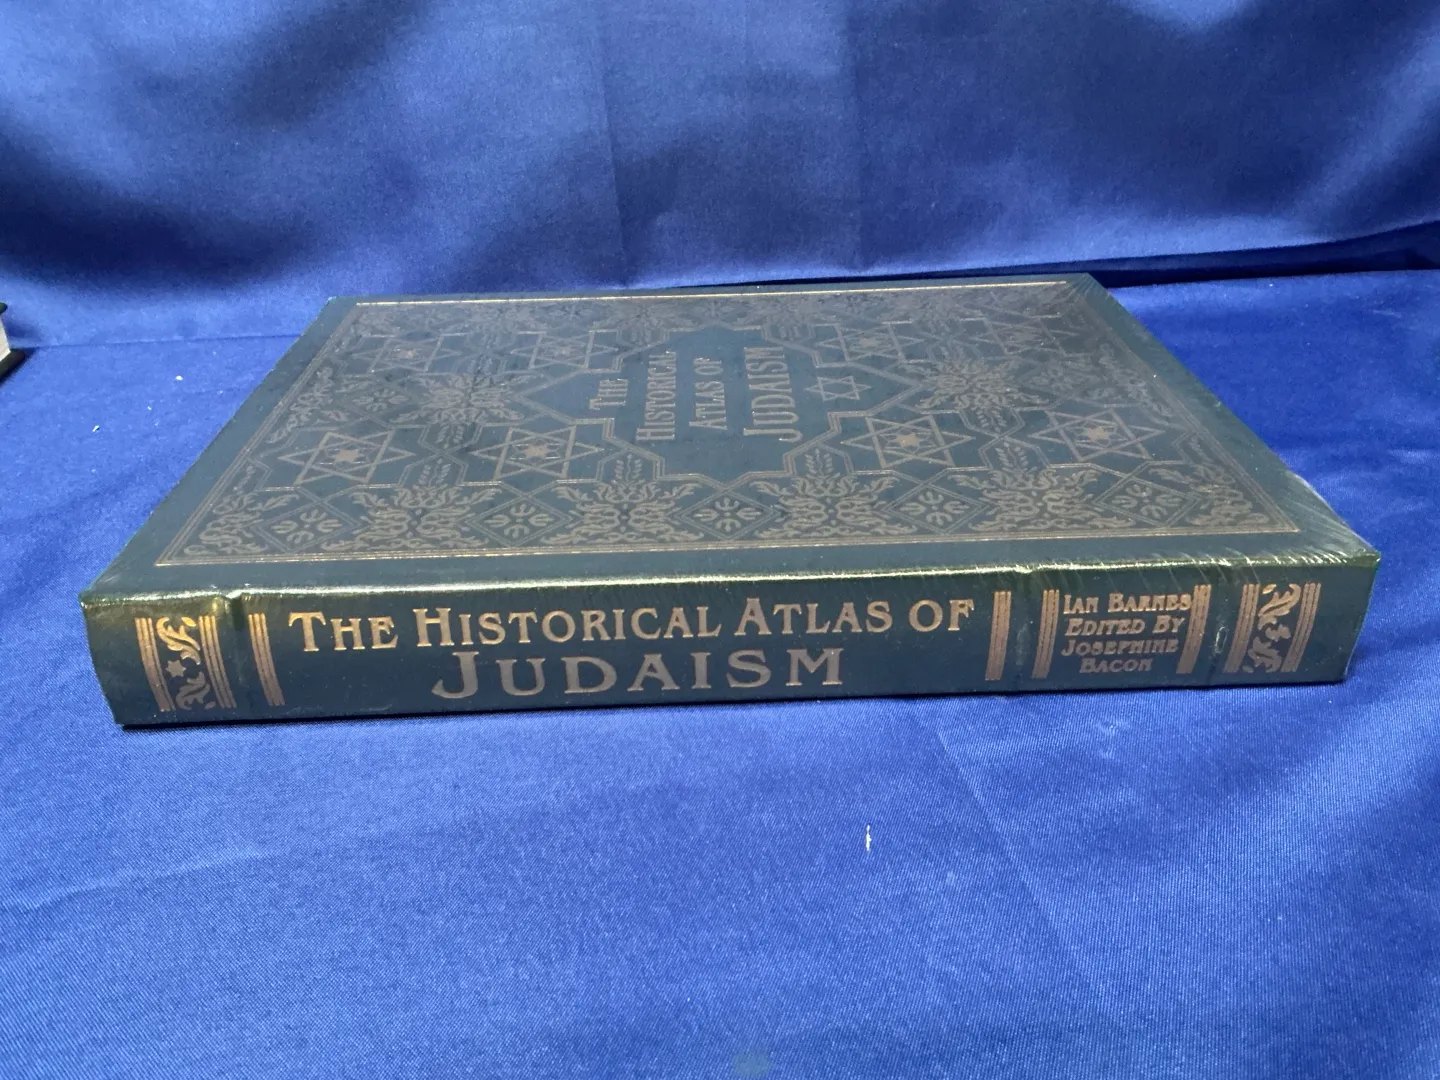 THE
HISTORICAL
ATLAS OF
JUDAISM
THE HISTORICAL ATLAS OF
JUDAISM
IAN BARNES
EDITED BY
JOSEPHINE
BACON